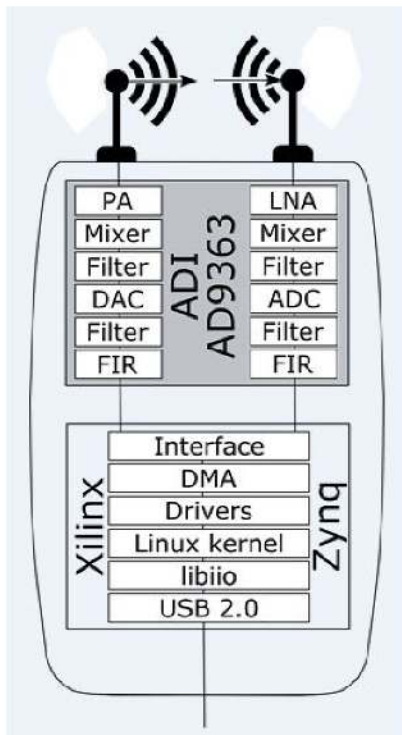 PA
Mixer
Filter
DAC
Filter
FIR
ADI
AD9363
LNA
Mixer
Filter
ADC
Filter
FIR
Xilinx
Interface
DMA
Drivers
Linux kernel
libiio
USB 2.0
Zynq